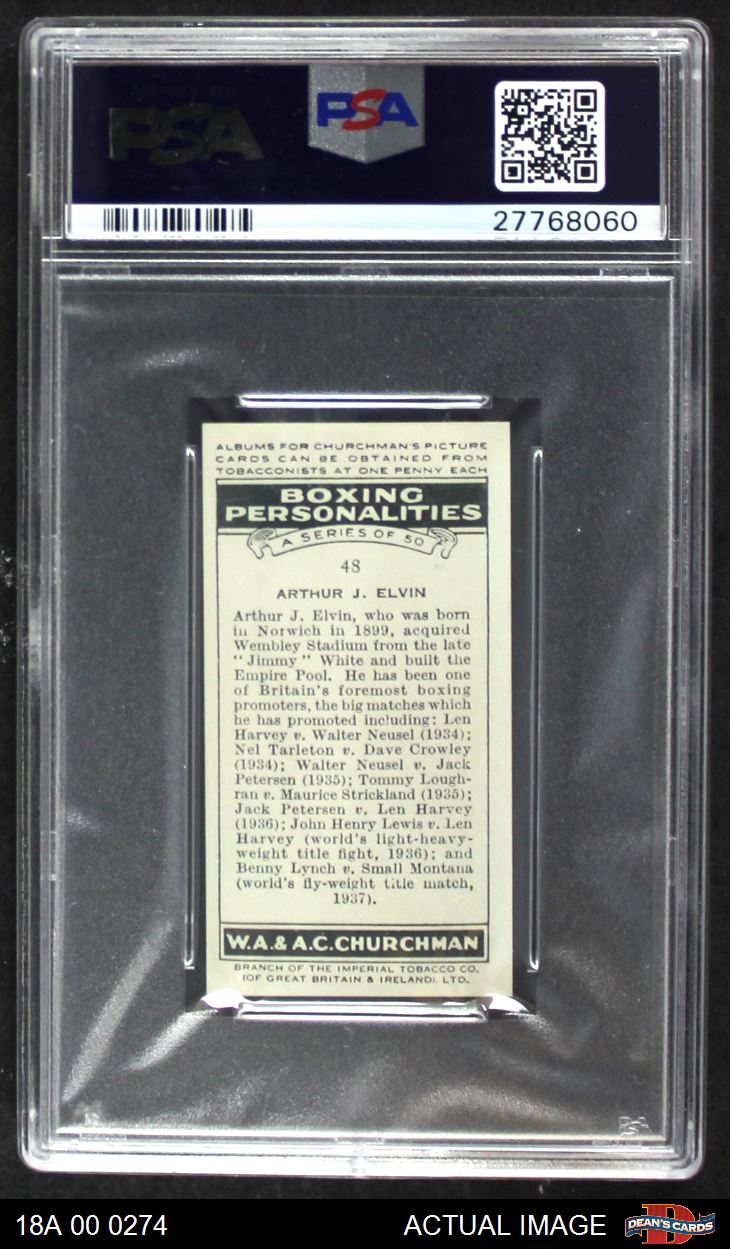 PSA
PSA
27768060
ALBUMS FOR CHURCHMAN'S PICTURE
CARDS CAN BE OBTAINED FROM
TOBACCONISTS AT ONE PENNY EACH
BOXING
PERSONALITIES
A SERIES OF 50
48
ARTHUR J. ELVIN
Arthur J. Elvin, who was born
in Norwich in 1899, acquired
Wembley Stadium from the late
"Jimmy" White and built the
Empire Pool. He has been one
of Britain's foremost boxing
promoters, the big matches which
he has promoted including: Len
Harvey v. Walter Neusel (1934);
Nel Tarleton v. Dave Crowley
(1934); Walter Neusel v. Jack
Petersen (1935); Tommy Lough-
ran v. Maurice Strickland (1935);
Jack Petersen v. Len Harvey
(1936); John Henry Lewis v. Len
Harvey (world's light-heavy-
weight title fight, 1936); and
Benny Lynch v. Small Montana
(world's fly-weight title match,
1937).
W.A. & A.C. CHURCHMAN
BRANCH OF THE IMPERIAL TOBACCO CO.
(OF GREAT BRITAIN & IRELAND), LTD.
PSA
18A 00 0274
ACTUAL IMAGE
D
DEAN'S CARDS